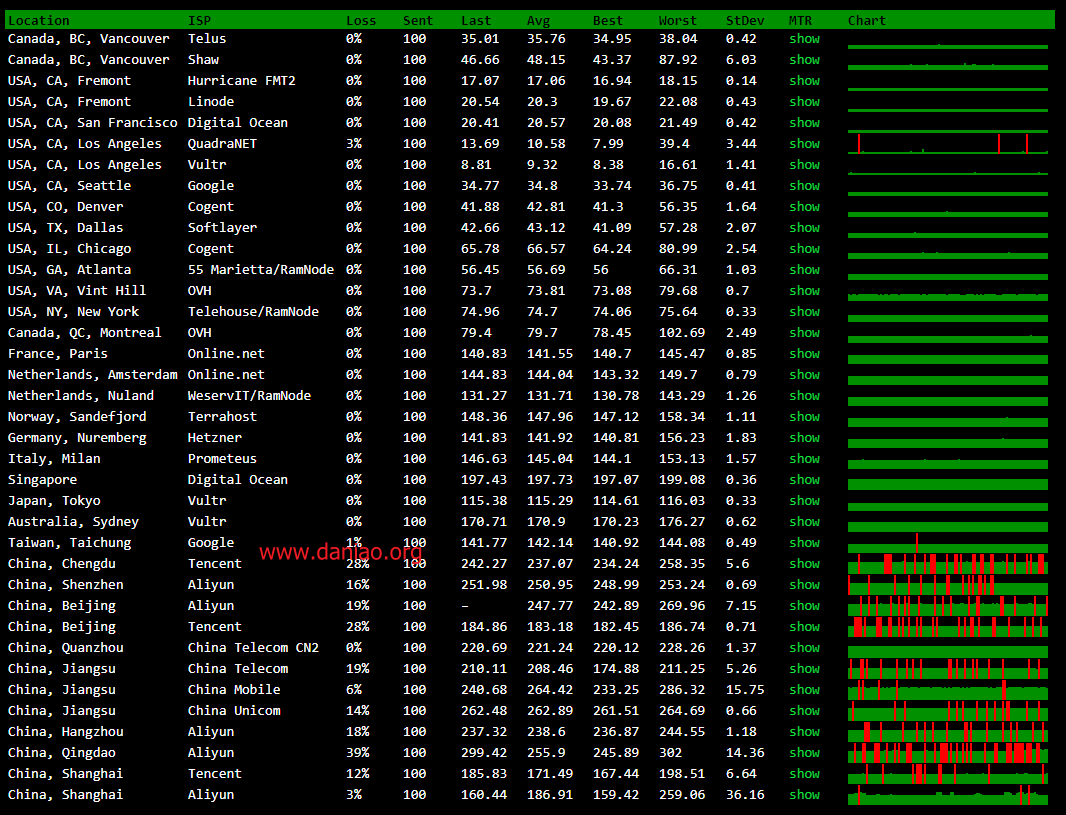 Location ISP Loss Sent Last Avg Best Worst StDev MTR Chart
Canada, BC, Vancouver Telus 0% 100 35.01 35.76 34.95 38.04 0.42 show
Canada, BC, Vancouver Shaw 0% 100 46.66 48.15 43.37 87.92 6.03 show
USA, CA, Fremont Hurricane FMT2 0% 100 17.07 17.06 16.94 18.15 0.14 show
USA, CA, Fremont Linode 0% 100 20.54 20.3 19.67 22.08 0.43 show
USA, CA, San Francisco Digital Ocean 0% 100 20.41 20.57 20.08 21.49 0.42 show
USA, CA, Los Angeles QuadraNET 3% 100 13.69 10.58 7.99 39.4 3.44 show
USA, CA, Los Angeles Vultr 0% 100 8.81 9.32 8.38 16.61 1.41 show
USA, CA, Seattle Google 0% 100 34.77 34.8 33.74 36.75 0.41 show
USA, CO, Denver Cogent 0% 100 41.88 42.81 41.3 56.35 1.64 show
USA, TX, Dallas Softlayer 0% 100 42.66 43.12 41.09 57.28 2.07 show
USA, IL, Chicago Cogent 0% 100 65.78 66.57 64.24 80.99 2.54 show
USA, GA, Atlanta 55 Marietta/RamNode 0% 100 56.45 56.69 56 66.31 1.03 show
USA, VA, Vint Hill OVH 0% 100 73.7 73.81 73.08 79.68 0.7 show
USA, NY, New York Telehouse/RamNode 0% 100 74.96 74.7 74.06 75.64 0.33 show
Canada, QC, Montreal OVH 0% 100 79.4 79.7 78.45 102.69 2.49 show
France, Paris Online.net 0% 100 140.83 141.55 140.7 145.47 0.85 show
Netherlands, Amsterdam Online.net 0% 100 144.83 144.04 143.32 149.7 0.79 show
Netherlands, Nuland WeservIT/RamNode 0% 100 131.27 131.71 130.78 143.29 1.26 show
Norway, Sandefjord Terrahost 0% 100 148.36 147.96 147.12 158.34 1.11 show
Germany, Nuremberg Hetzner 0% 100 141.83 141.92 140.81 156.23 1.83 show
Italy, Milan Prometeus 0% 100 146.63 145.04 144.1 153.13 1.57 show
Singapore Digital Ocean 0% 100 197.43 197.73 197.07 199.08 0.36 show
Japan, Tokyo Vultr 0% 100 115.38 115.29 114.61 116.03 0.33 show
Australia, Sydney Vultr 0% 100 170.71 170.9 170.23 176.27 0.62 show
Taiwan, Taichung Google 1% 100 141.77 142.14 140.92 144.08 0.49 show
www.daniao.org
China, Chengdu Tencent 28% 100 242.27 237.07 234.24 258.35 5.6 show
China, Shenzhen Aliyun 16% 100 251.98 250.95 248.99 253.24 0.69 show
China, Beijing Aliyun 19% 100 – 247.77 242.89 269.96 7.15 show
China, Beijing Tencent 28% 100 184.86 183.18 182.45 186.74 0.71 show
China, Quanzhou China Telecom CN2 0% 100 220.69 221.24 220.12 228.26 1.37 show
China, Jiangsu China Telecom 19% 100 210.11 208.46 174.88 211.25 5.26 show
China, Jiangsu China Mobile 6% 100 240.68 264.42 233.25 286.32 15.75 show
China, Jiangsu China Unicom 14% 100 262.48 262.89 261.51 264.69 0.66 show
China, Hangzhou Aliyun 18% 100 237.32 238.6 236.87 244.55 1.18 show
China, Qingdao Aliyun 39% 100 299.42 255.9 245.89 302 14.36 show
China, Shanghai Tencent 12% 100 185.83 171.49 167.44 198.51 6.64 show
China, Shanghai Aliyun 3% 100 160.44 186.91 159.42 259.06 36.16 show